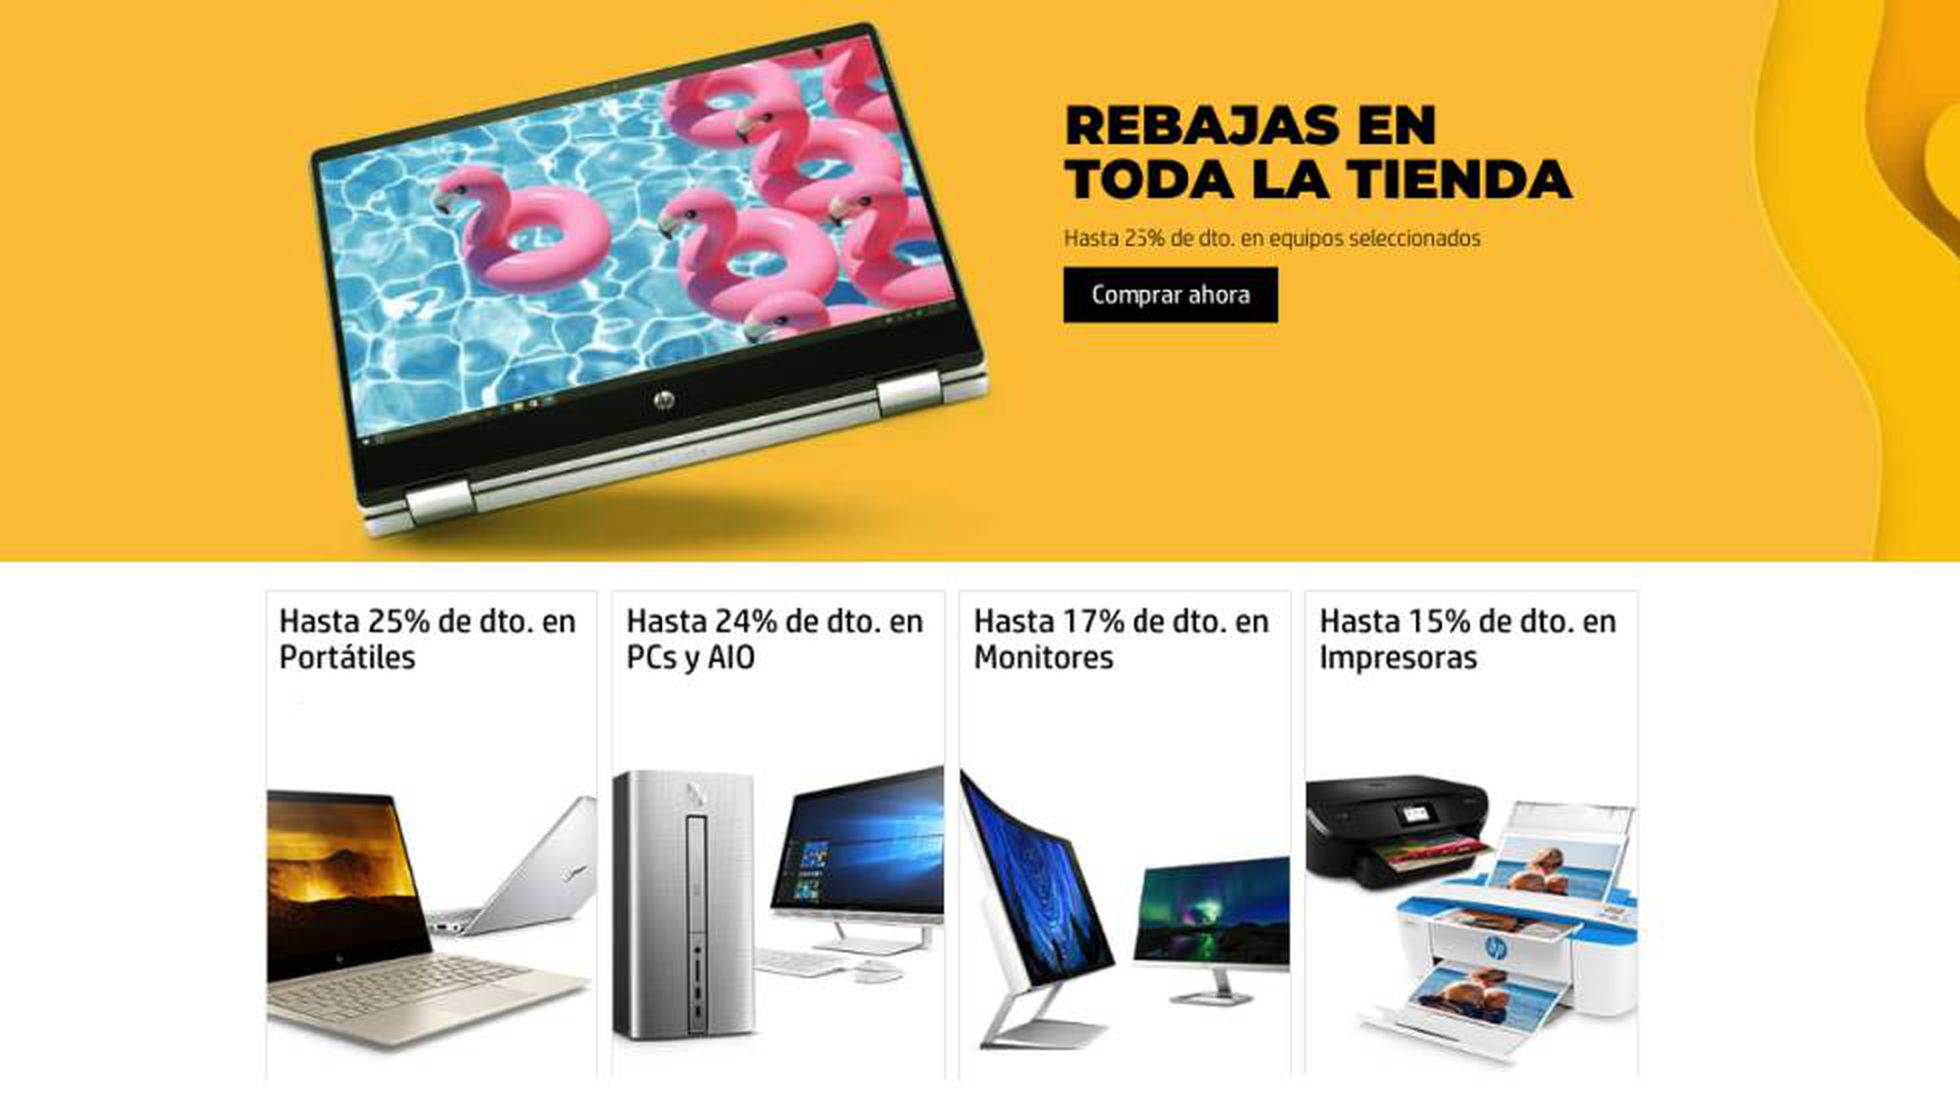 REBAJAS EN
TODA LA TIENDA
Hasta 25% de dto. en equipos seleccionados
Comprar ahora
hp
Hasta 25% de dto. en
Portátiles
Hasta 24% de dto. en
PCs y AIO
Hasta 17% de dto. en
Monitores
Hasta 15% de dto. en
Impresoras
hp